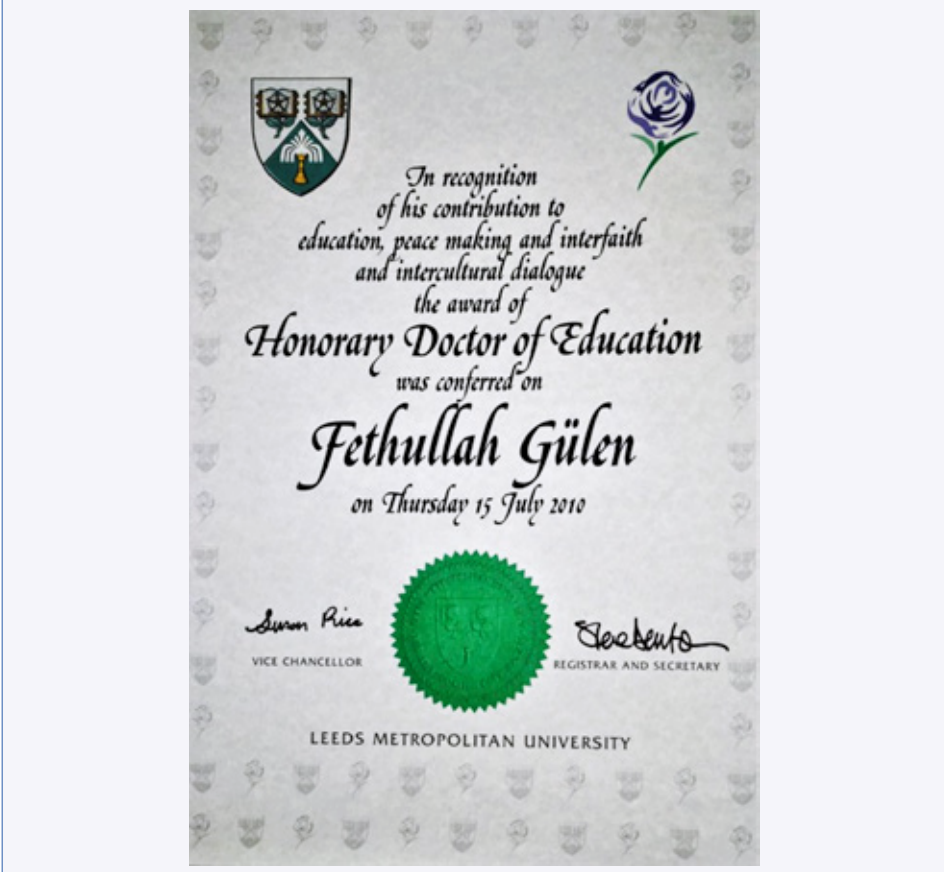 In recognition
of his contribution to
education, peace making and interfaith
and intercultural dialogue
the award of
Honorary Doctor of Education
was conferred on
Fethullah Gülen
on Thursday 15 July 2010
Susan Price
VICE CHANCELLOR
REGISTRAR AND SECRETARY
LEEDS METROPOLITAN UNIVERSITY